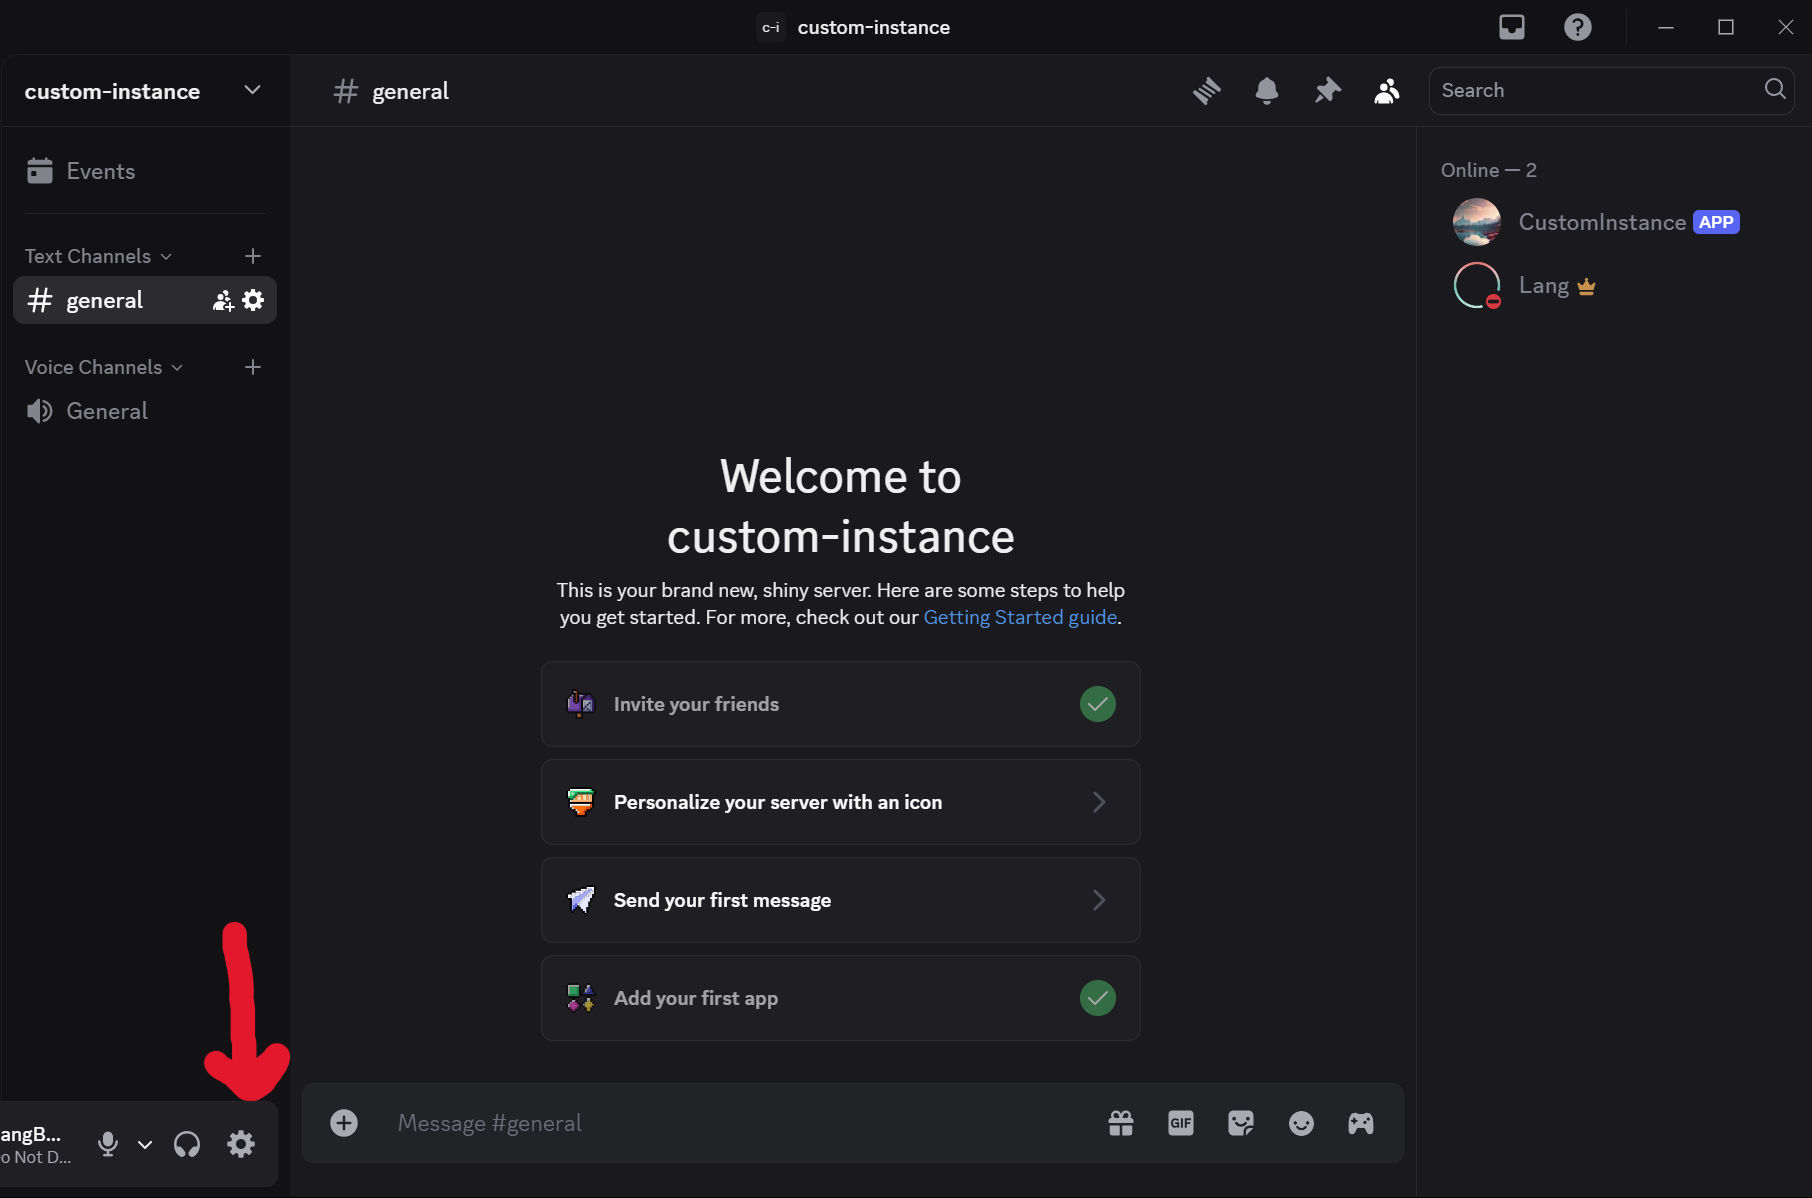 c-i custom-instance
custom-instance
# general
Search
Events
Text Channels
# general
Voice Channels
General
Welcome to
custom-instance
This is your brand new, shiny server. Here are some steps to help
you get started. For more, check out our Getting Started guide.
Invite your friends
Personalize your server with an icon
Send your first message
Add your first app
Message #general
GIF
angB...
o Not D...
Online — 2
CustomInstance APP
Lang